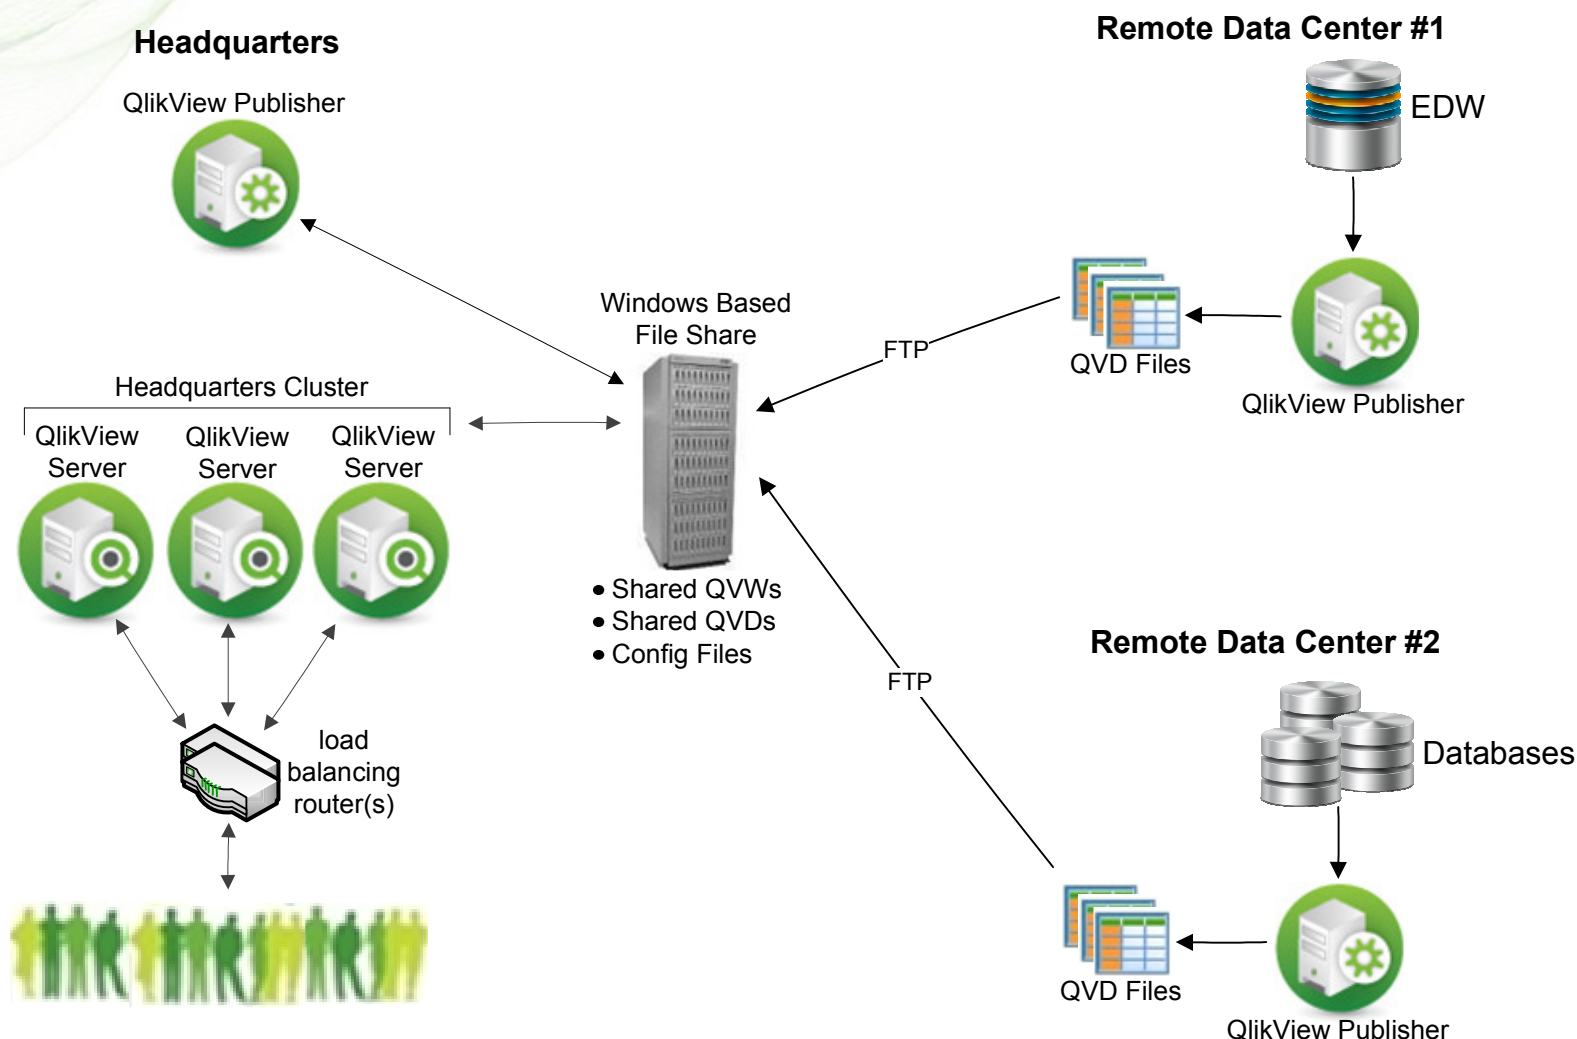 Headquarters
QlikView Publisher
Headquarters Cluster
QlikView
Server
QlikView
Server
QlikView
Server
load
balancing
router(s)
Windows Based
File Share
• Shared QVWs
• Shared QVDs
• Config Files
FTP
FTP
Remote Data Center #1
EDW
QVD Files
QlikView Publisher
Remote Data Center #2
Databases
QVD Files
QlikView Publisher